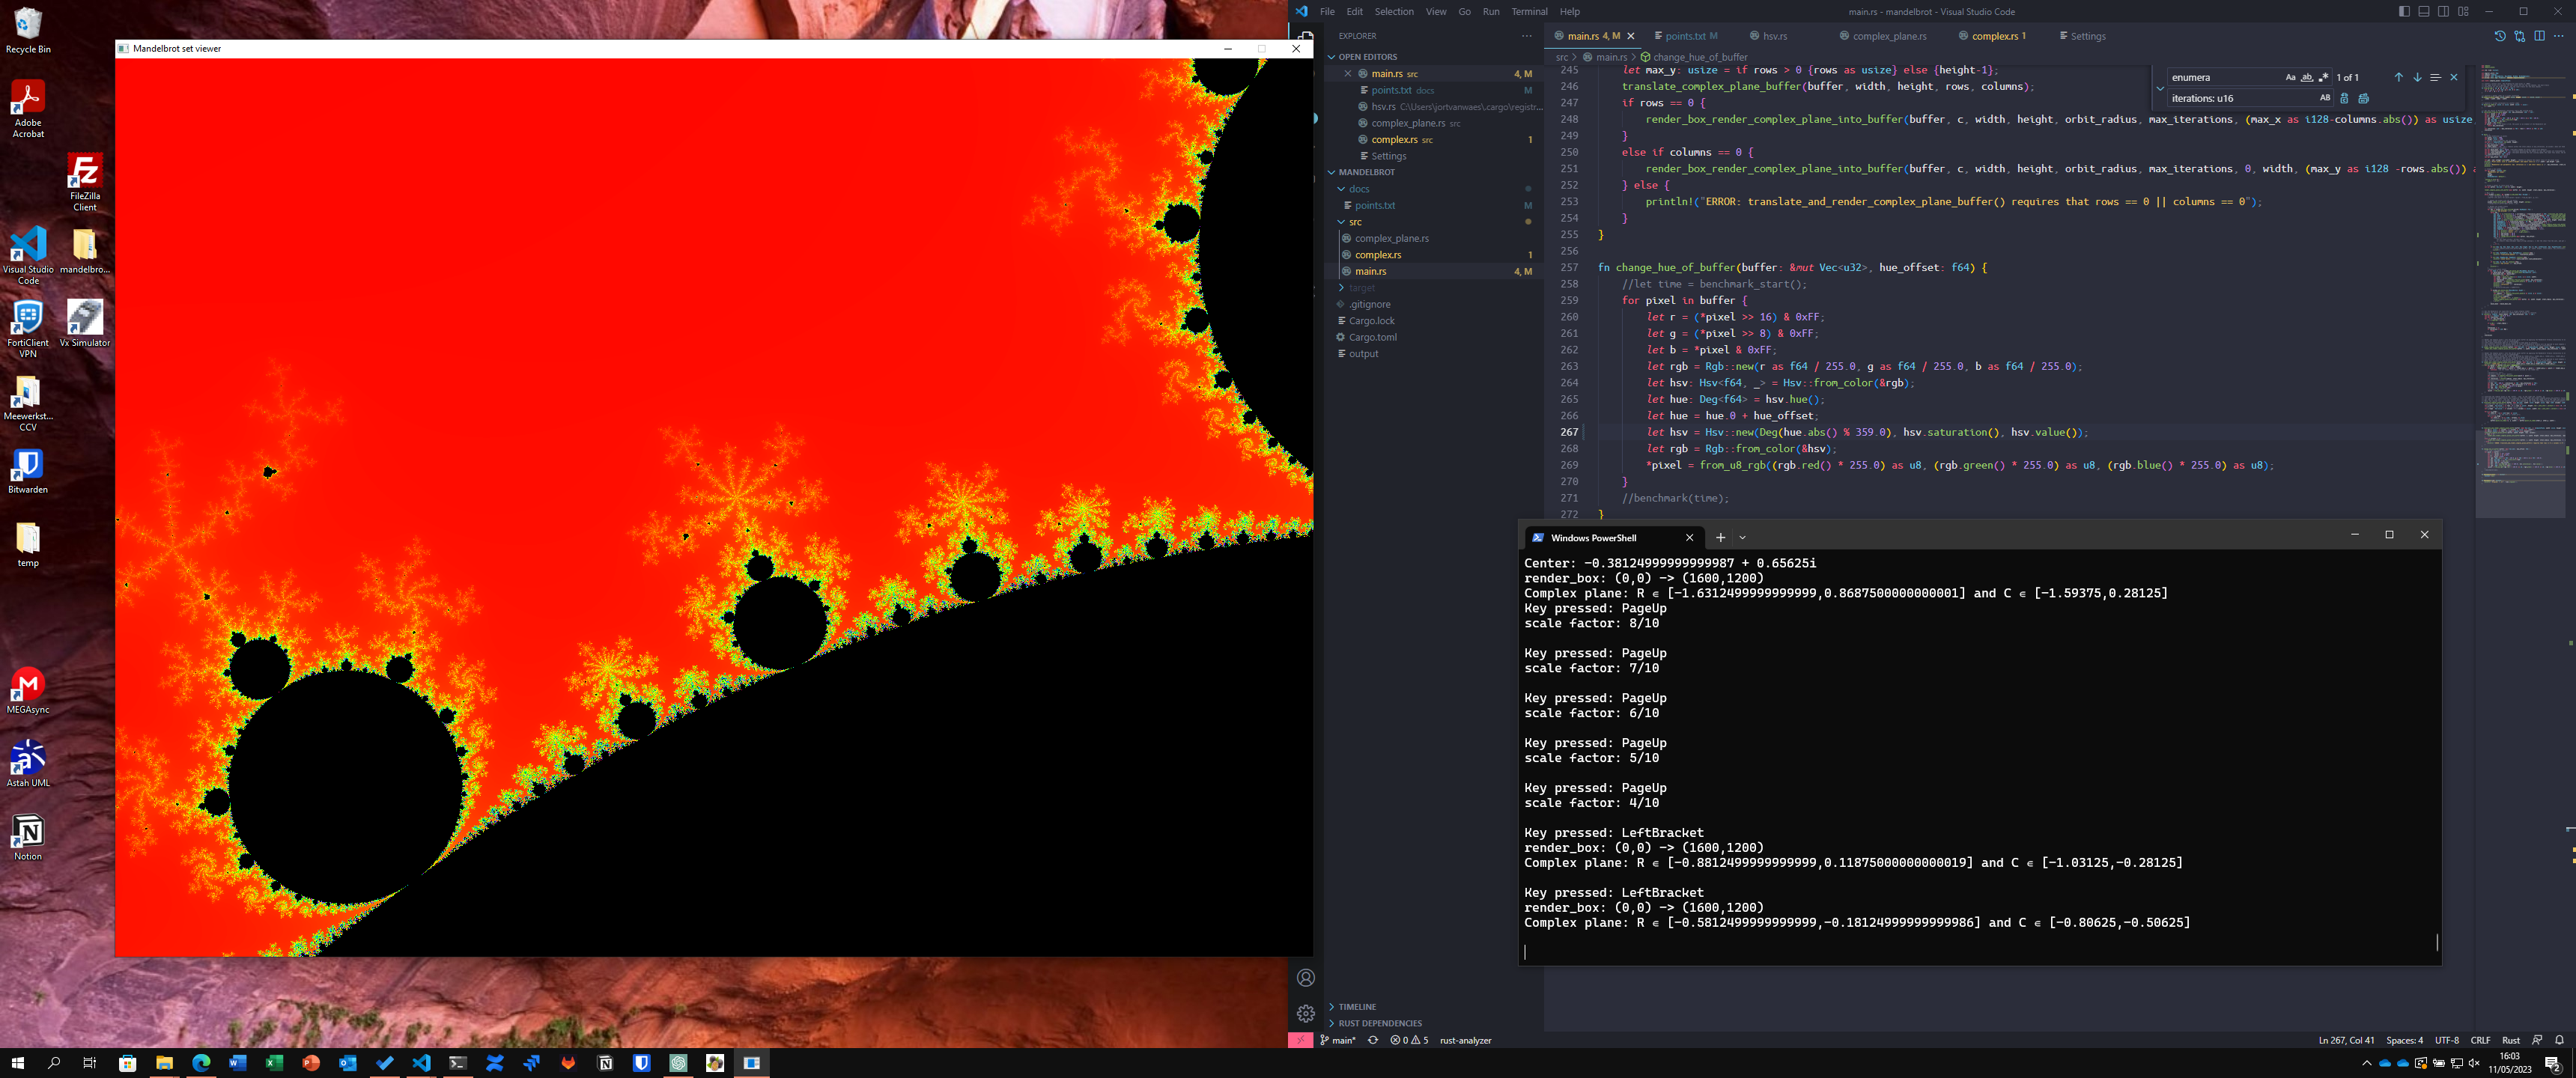 Recycle Bin
Adobe
Acrobat
FileZilla
Client
Visual Studio
Code
mandelbro...
FortiClient
VPN
Vx Simulator
Meewerkst...
CCV
Bitwarden
temp
MEGAsync
Astah UML
Notion
Mandelbrot set viewer
File Edit Selection View Go Run Terminal Help
main.rs - mandelbrot - Visual Studio Code
EXPLORER
OPEN EDITORS
main.rs src 4, M
points.txt docs M
hsv.rs C:\Users\jortvanwaes\.cargo\registr...
complex_plane.rs src
complex.rs src 1
Settings
MANDELBROT
docs
points.txt M
src
complex_plane.rs
complex.rs 1
main.rs 4, M
target
.gitignore
Cargo.lock
Cargo.toml
output
TIMELINE
RUST DEPENDENCIES
main.rs 4, M points.txt M hsv.rs complex_plane.rs complex.rs 1 Settings
src > main.rs > change_hue_of_buffer
enumera Aa ab 1 of 1
iterations: u16 AB
245 let max_y: usize = if rows > 0 {rows as usize} else {height-1};
246 translate_complex_plane_buffer(buffer, width, height, rows, columns);
247 if rows == 0 {
248 render_box_render_complex_plane_into_buffer(buffer, c, width, height, orbit_radius, max_iterations, (max_x as i128-columns.abs()) as usize
249 }
250 else if columns == 0 {
251 render_box_render_complex_plane_into_buffer(buffer, c, width, height, orbit_radius, max_iterations, 0, width, (max_y as i128 -rows.abs())
252 } else {
253 println!("ERROR: translate_and_render_complex_plane_buffer() requires that rows == 0 || columns == 0");
254 }
255 }
256
257 fn change_hue_of_buffer(buffer: &mut Vec<u32>, hue_offset: f64) {
258 //let time = benchmark_start();
259 for pixel in buffer {
260 let r = (*pixel >> 16) & 0xFF;
261 let g = (*pixel >> 8) & 0xFF;
262 let b = *pixel & 0xFF;
263 let rgb = Rgb::new(r as f64 / 255.0, g as f64 / 255.0, b as f64 / 255.0);
264 let hsv: Hsv<f64, _> = Hsv::from_color(&rgb);
265 let hue: Deg<f64> = hsv.hue();
266 let hue = hue.0 + hue_offset;
267 let hsv = Hsv::new(Deg(hue.abs() % 359.0), hsv.saturation(), hsv.value());
268 let rgb = Rgb::from_color(&hsv);
269 *pixel = from_u8_rgb((rgb.red() * 255.0) as u8, (rgb.green() * 255.0) as u8, (rgb.blue() * 255.0) as u8);
270 }
271 //benchmark(time);
272 }
Windows PowerShell
Center: -0.38124999999999987 + 0.65625i
render_box: (0,0) -> (1600,1200)
Complex plane: R ∈ [-1.6312499999999999,0.8687500000000001] and C ∈ [-1.59375,0.28125]
Key pressed: PageUp
scale factor: 8/10
Key pressed: PageUp
scale factor: 7/10
Key pressed: PageUp
scale factor: 6/10
Key pressed: PageUp
scale factor: 5/10
Key pressed: PageUp
scale factor: 4/10
Key pressed: LeftBracket
render_box: (0,0) -> (1600,1200)
Complex plane: R ∈ [-0.8812499999999999,0.11875000000000019] and C ∈ [-1.03125,-0.28125]
Key pressed: LeftBracket
render_box: (0,0) -> (1600,1200)
Complex plane: R ∈ [-0.5812499999999999,-0.18124999999999986] and C ∈ [-0.80625,-0.50625]
main* 0 5 rust-analyzer
Ln 267, Col 41 Spaces: 4 UTF-8 CRLF Rust
16:03
11/05/2023
2